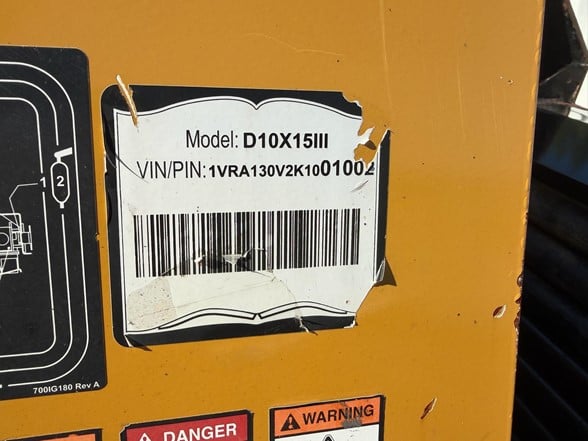 Model: D10X15III
VIN/PIN: 1VRA130V2K1001002
1
2
700IG180 Rev A
DANGER
WARNING